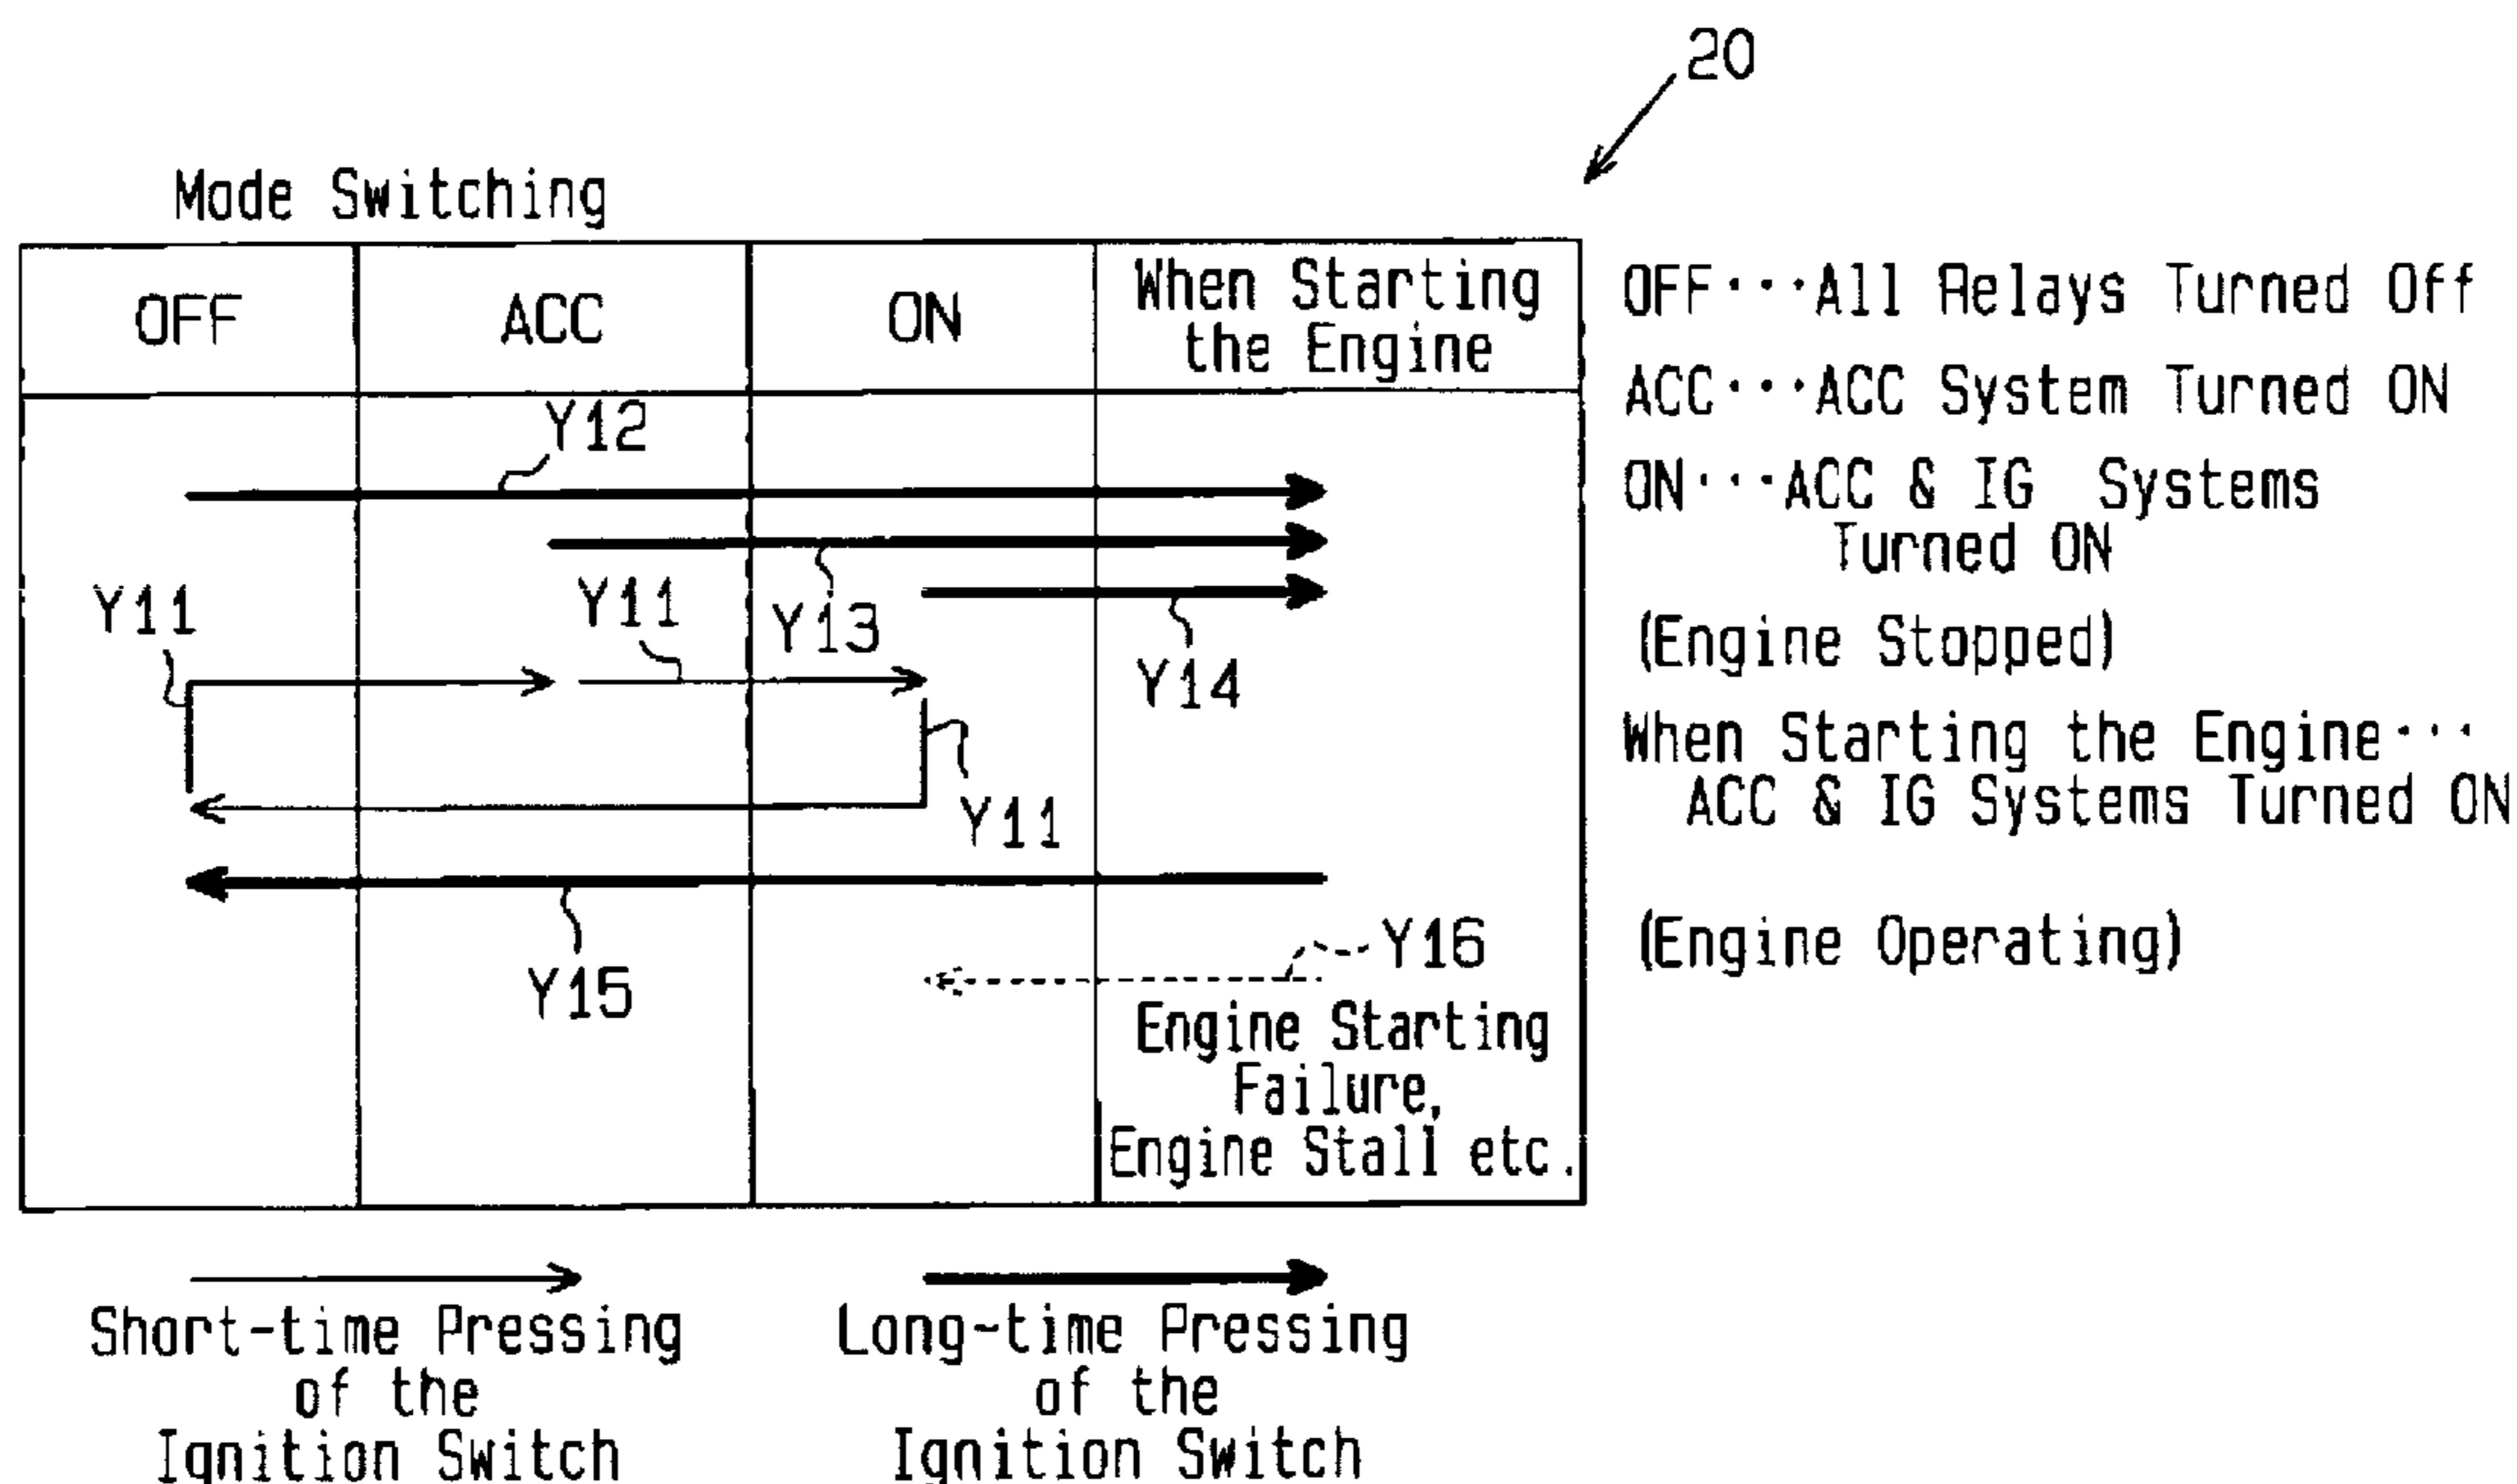 20
Mode Switching
OFF
ACC
ON
When Starting
the Engine
OFF···All Relays Turned Off
ACC···ACC System Turned ON
ON···ACC & IG Systems
Turned ON
(Engine Stopped)
When Starting the Engine···
ACC & IG Systems Turned ON
(Engine Operating)
Y12
Y11
Y11
Y13
Y14
Y11
Y15
Y16
Engine Starting
Failure,
Engine Stall etc.
Short-time Pressing
of the
Ignition Switch
Long-time Pressing
of the
Ignition Switch